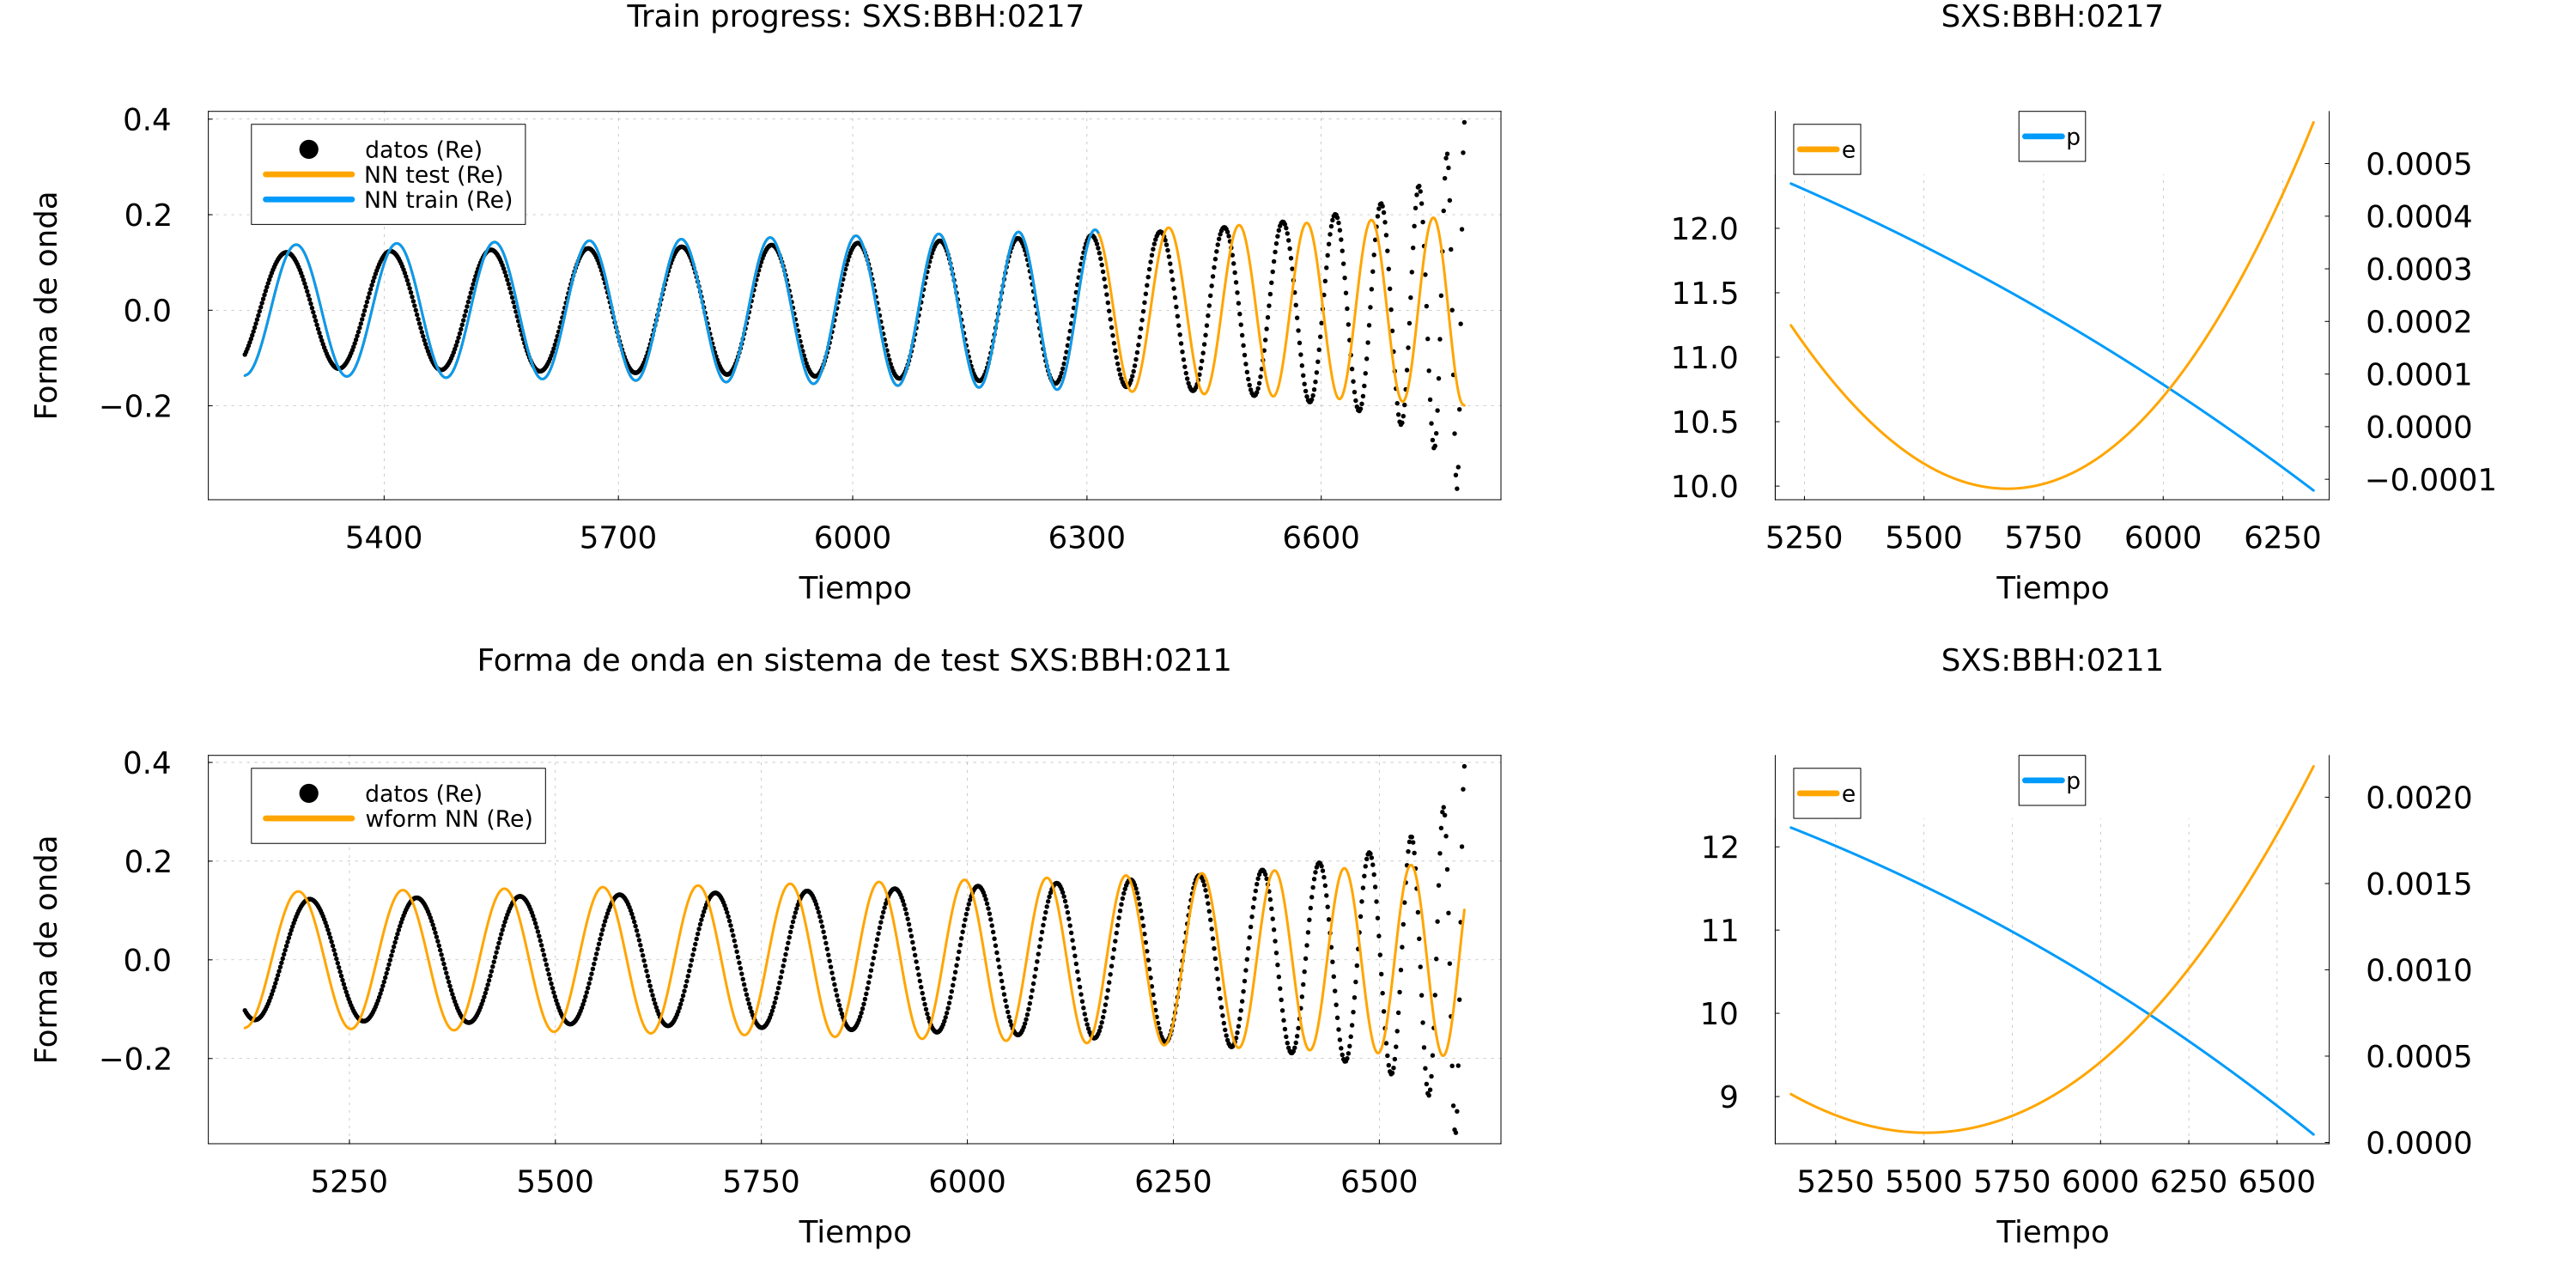 Train progress: SXS:BBH:0217
0.4
0.2
0.0
−0.2
Forma de onda
datos (Re)
NN test (Re)
NN train (Re)
5400 5700 6000 6300 6600
Tiempo
SXS:BBH:0217
12.0
11.5
11.0
10.5
10.0
e
p
0.0005
0.0004
0.0003
0.0002
0.0001
0.0000
−0.0001
5250 5500 5750 6000 6250
Tiempo
Forma de onda en sistema de test SXS:BBH:0211
0.4
0.2
0.0
−0.2
Forma de onda
datos (Re)
wform NN (Re)
5250 5500 5750 6000 6250 6500
Tiempo
SXS:BBH:0211
12
11
10
9
e
p
0.0020
0.0015
0.0010
0.0005
0.0000
5250 5500 5750 6000 6250 6500
Tiempo